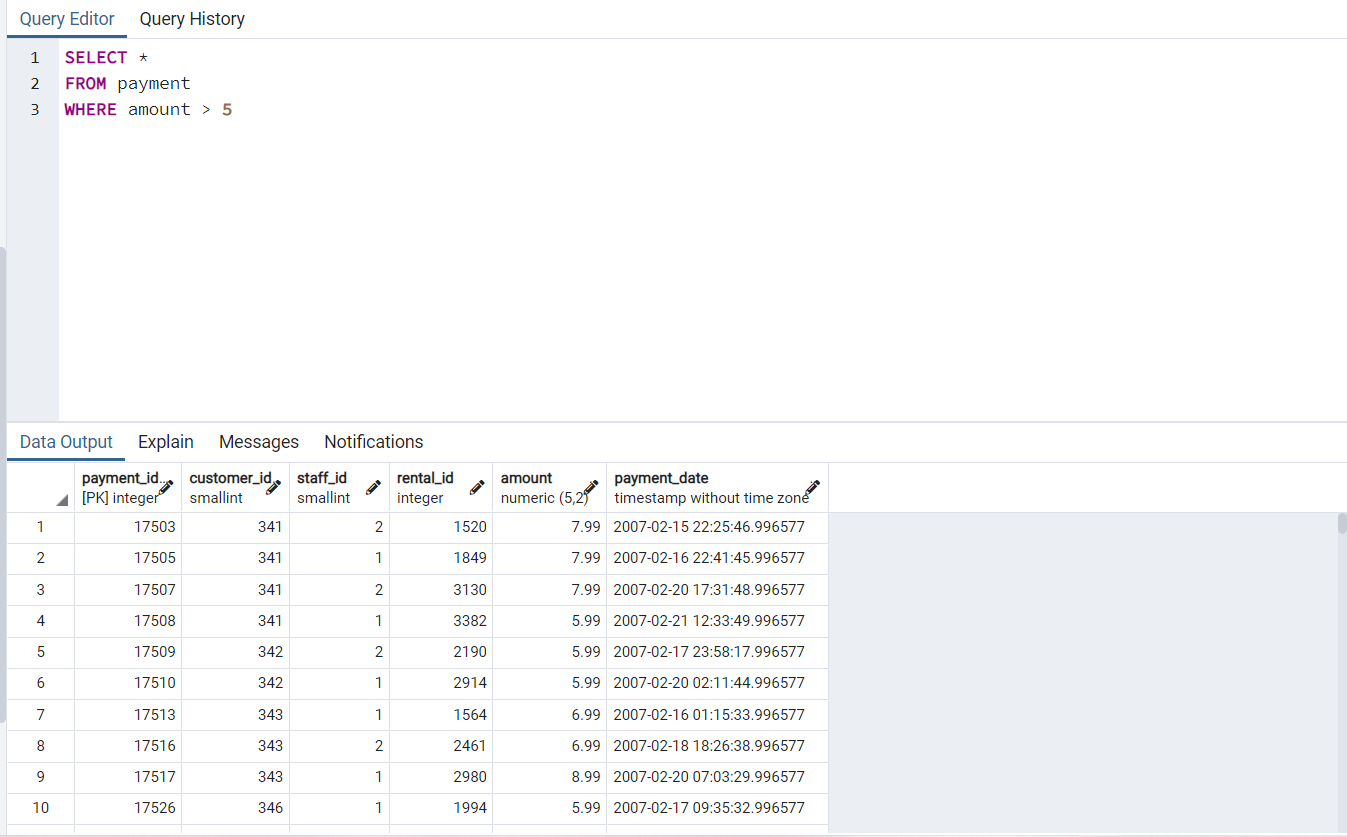 Query Editor Query History
1 SELECT *
2 FROM payment
3 WHERE amount > 5
Data Output Explain Messages Notifications
payment_id... customer_id staff_id rental_id amount payment_date
[PK] integer smallint smallint integer numeric (5,2) timestamp without time zone
1 17503 341 2 1520 7.99 2007-02-15 22:25:46.996577
2 17505 341 1 1849 7.99 2007-02-16 22:41:45.996577
3 17507 341 2 3130 7.99 2007-02-20 17:31:48.996577
4 17508 341 1 3382 5.99 2007-02-21 12:33:49.996577
5 17509 342 2 2190 5.99 2007-02-17 23:58:17.996577
6 17510 342 1 2914 5.99 2007-02-20 02:11:44.996577
7 17513 343 1 1564 6.99 2007-02-16 01:15:33.996577
8 17516 343 2 2461 6.99 2007-02-18 18:26:38.996577
9 17517 343 1 2980 8.99 2007-02-20 07:03:29.996577
10 17526 346 1 1994 5.99 2007-02-17 09:35:32.996577